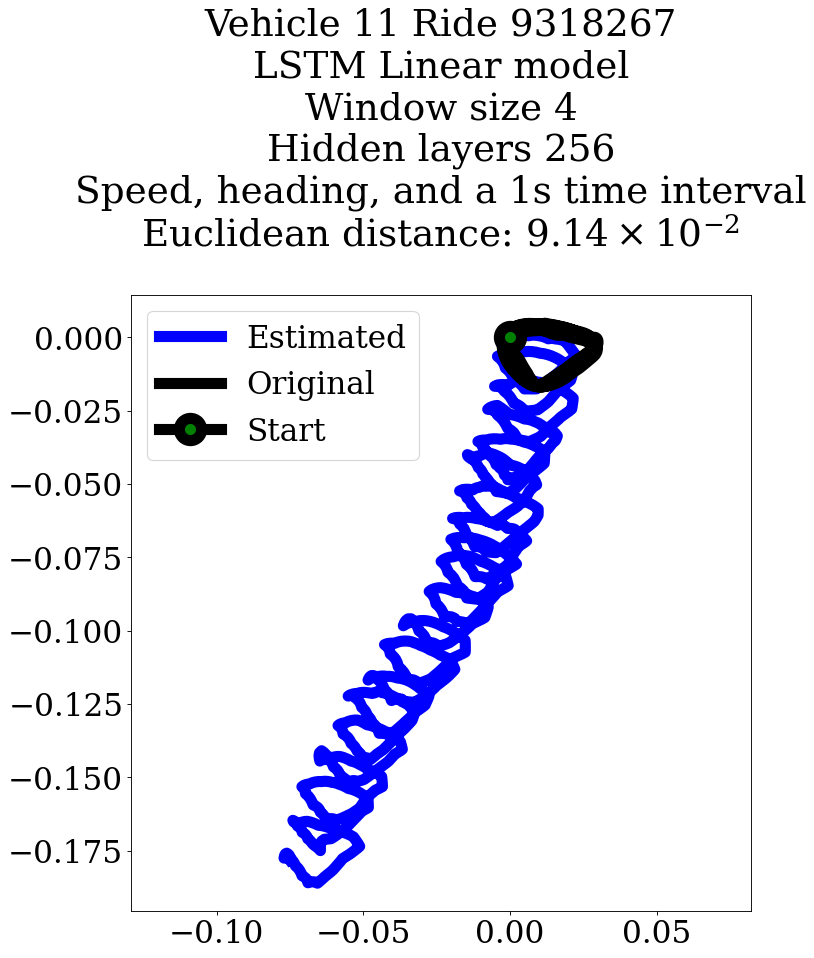 Vehicle 11 Ride 9318267
LSTM Linear model
Window size 4
Hidden layers 256
Speed, heading, and a 1s time interval
Euclidean distance: 9.14 × 10⁻²
Estimated
Original
Start
0.000
−0.025
−0.050
−0.075
−0.100
−0.125
−0.150
−0.175
−0.10 −0.05 0.00 0.05